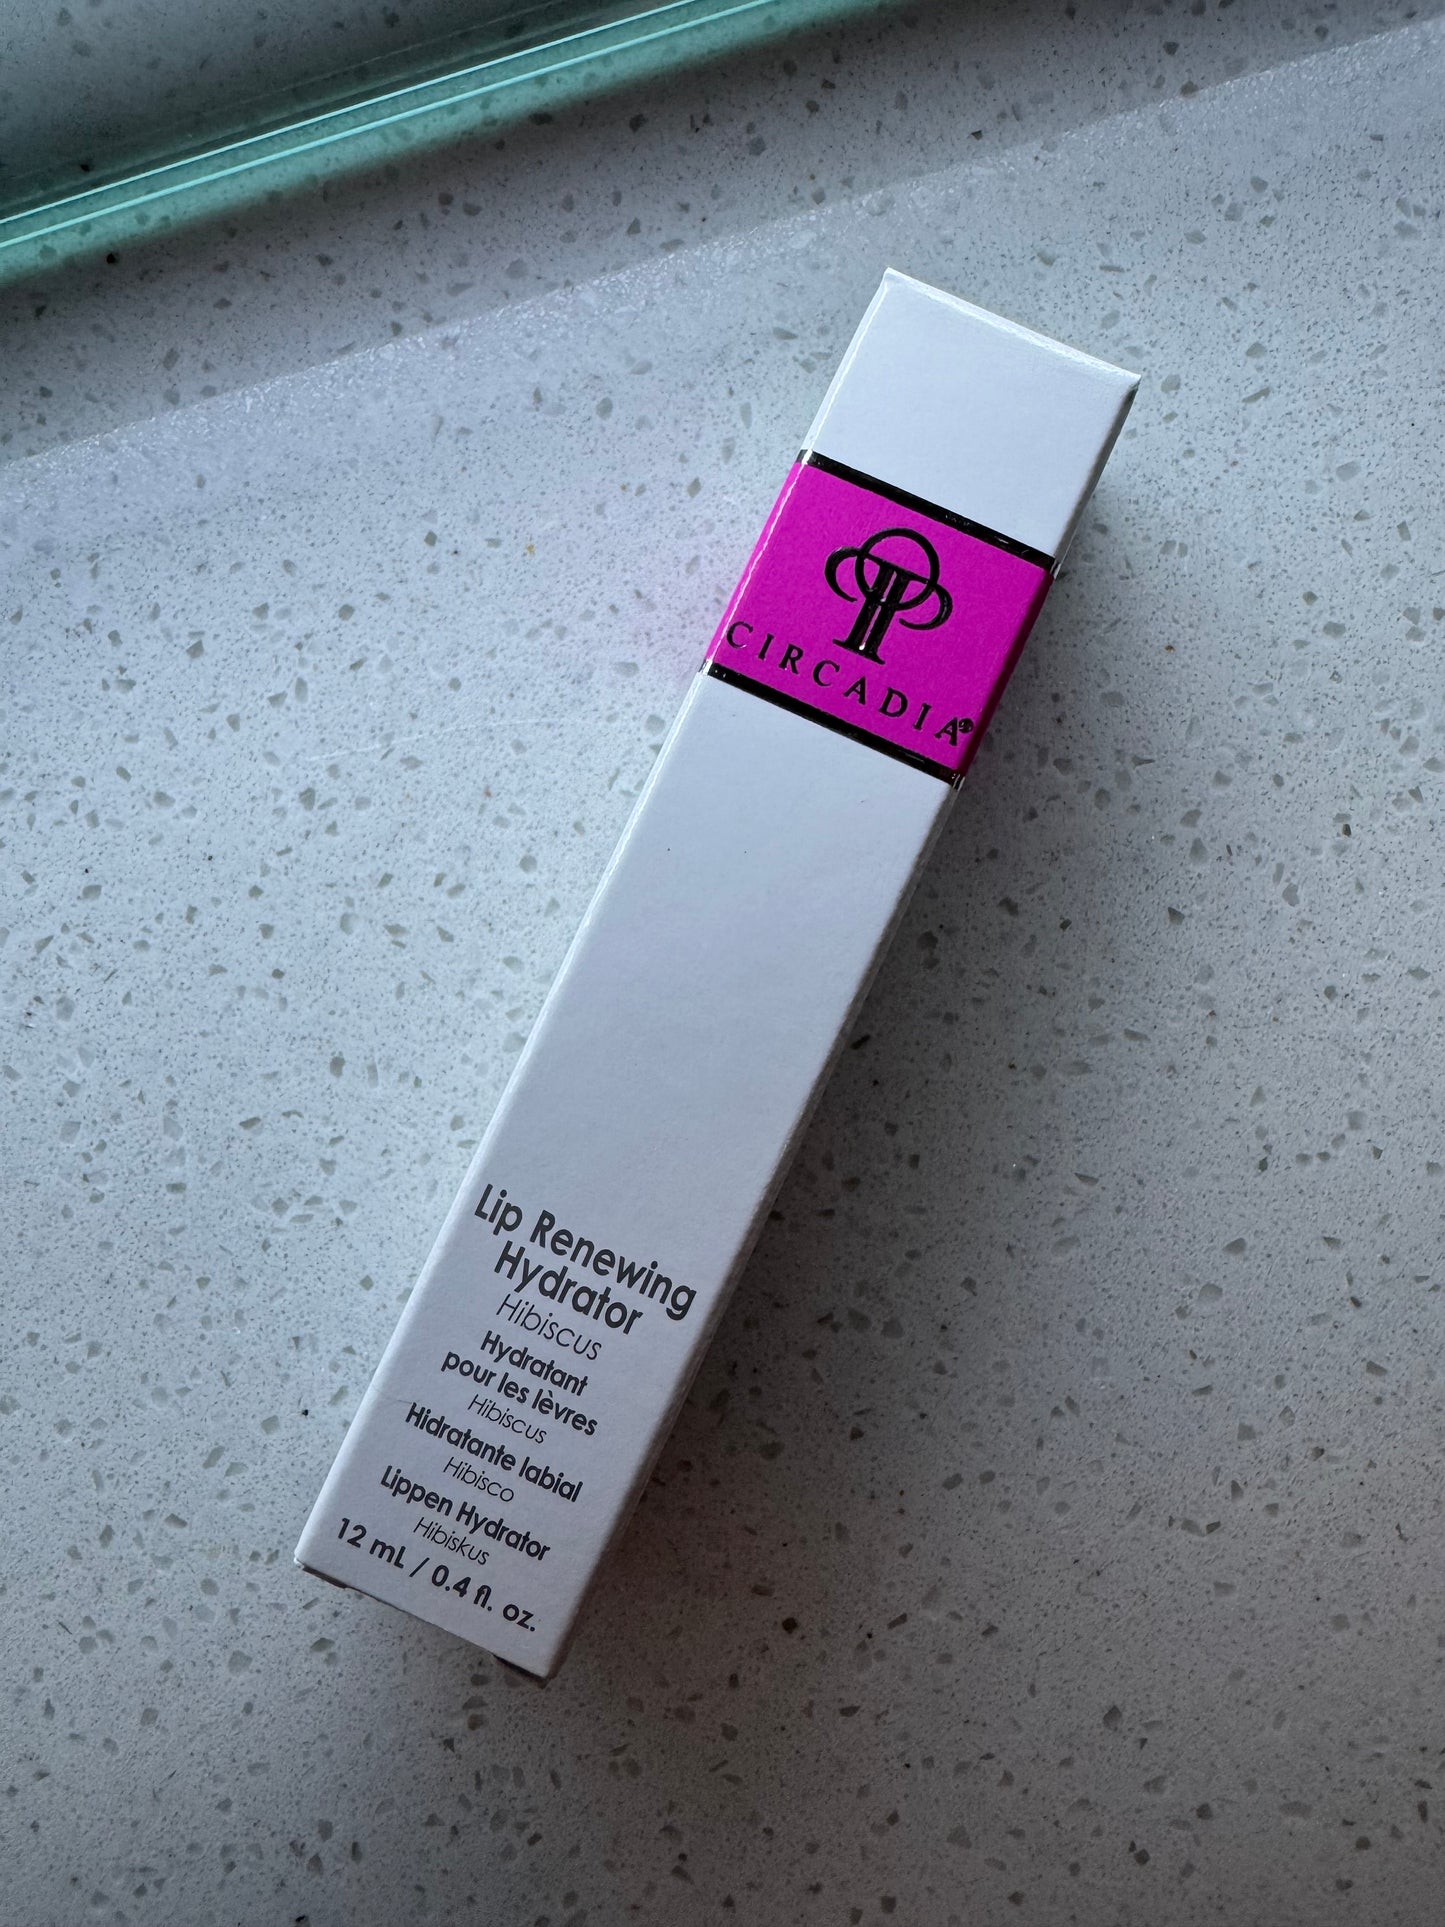 CIRCADIA®
Lip Renewing
Hydrator
Hibiscus
Hydratant
pour les lèvres
Hibiscus
Hidratante labial
Hibisco
Lippen Hydrator
Hibiskus
12 mL / 0.4 fl. oz.